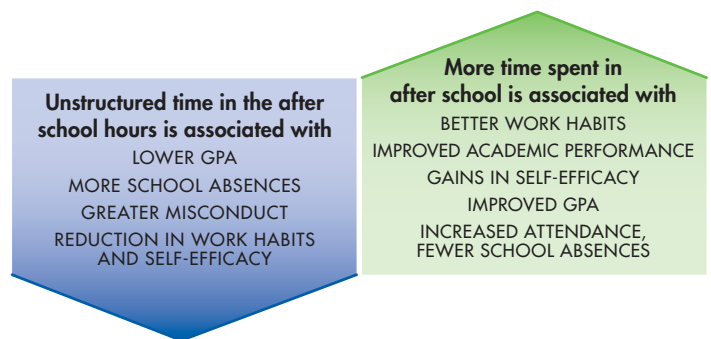 Unstructured time in the after
school hours is associated with
LOWER GPA
MORE SCHOOL ABSENCES
GREATER MISCONDUCT
REDUCTION IN WORK HABITS
AND SELF-EFFICACY
More time spent in
after school is associated with
BETTER WORK HABITS
IMPROVED ACADEMIC PERFORMANCE
GAINS IN SELF-EFFICACY
IMPROVED GPA
INCREASED ATTENDANCE,
FEWER SCHOOL ABSENCES